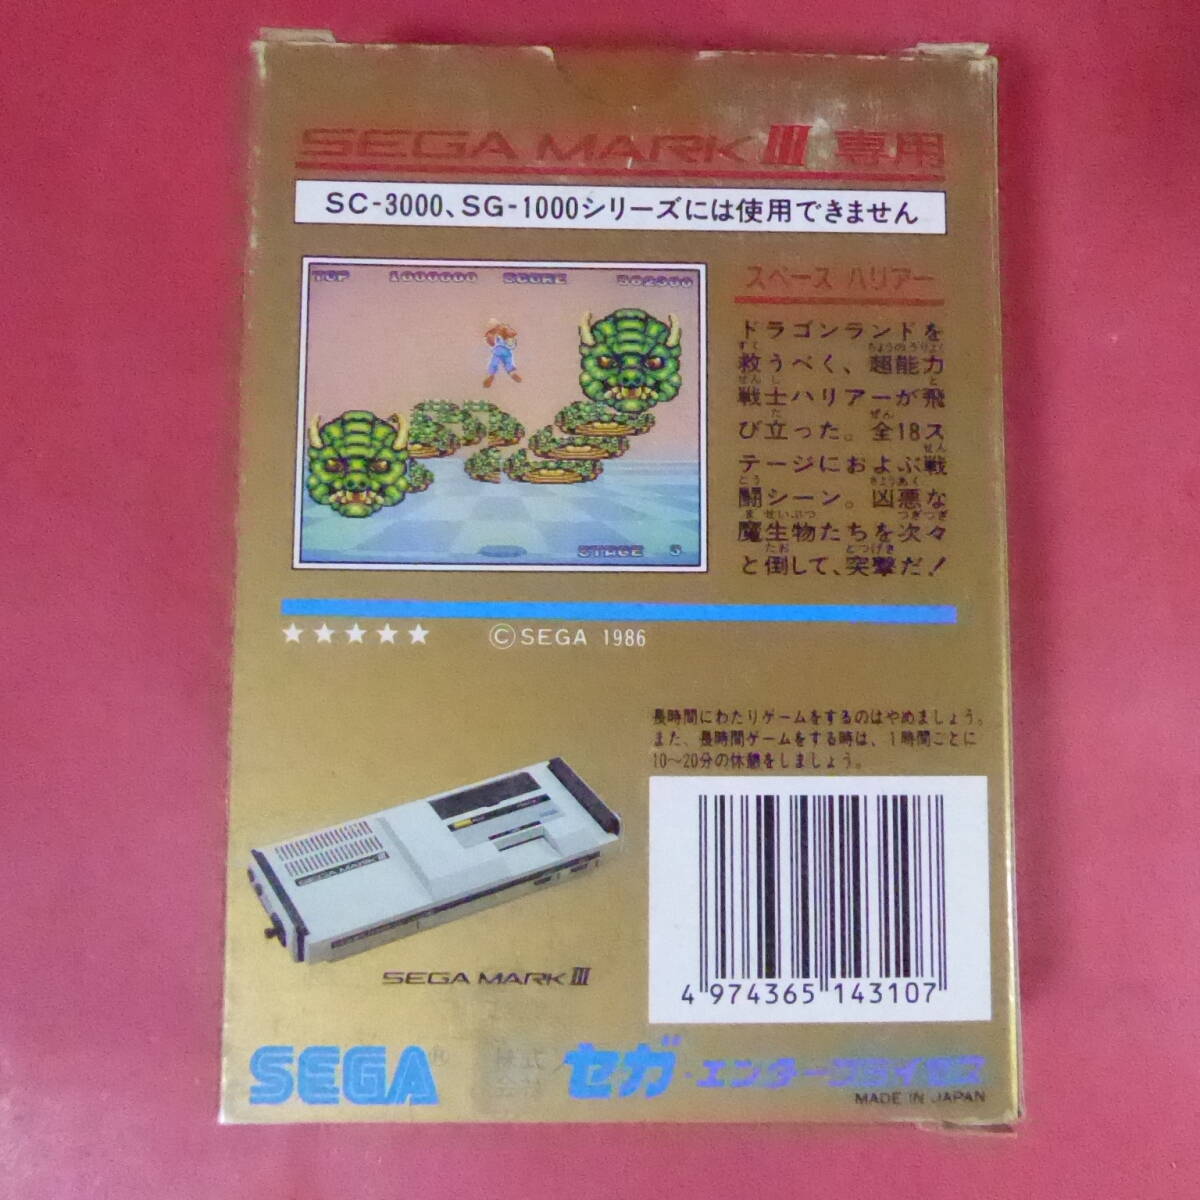 SEGA MARK III 専用
SC-3000、SG-1000シリーズには使用できません
TOP 1000000 SCORE 382300
STAGE 3
スペース ハリアー
ドラゴンランドを
救うべく、超能力
戦士ハリアーが飛
び立った。全18ス
テージにおよぶ戦
闘シーン。凶悪な
魔生物たちを次々
と倒して、突撃だ!
★★★★★ ©SEGA 1986
長時間にわたりゲームをするのはやめましょう。
また、長時間ゲームをする時は、1時間ごとに
10〜20分の休憩をしましょう。
SEGA MARK III
SEGA MARK III
4 974365 143107
SEGA® 株式会社 セガ・エンタープライゼス
MADE IN JAPAN